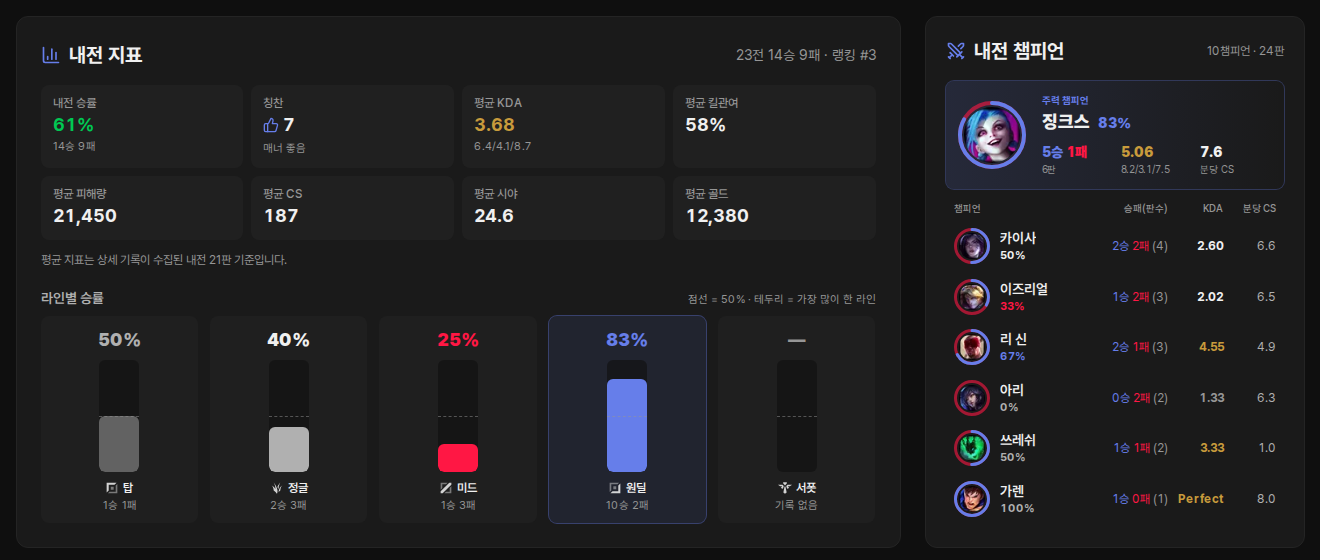 내전 지표
23전 14승 9패 · 랭킹 #3
내전 승률
61%
14승 9패
칭찬
7
매너 좋음
평균 KDA
3.68
6.4/4.1/8.7
평균 킬관여
58%
평균 피해량
21,450
평균 CS
187
평균 시야
24.6
평균 골드
12,380
평균 지표는 상세 기록이 수집된 내전 21판 기준입니다.
라인별 승률
점선 = 50% · 테두리 = 가장 많이 한 라인
50%
탑
1승 1패
40%
정글
2승 3패
25%
미드
1승 3패
83%
원딜
10승 2패
—
서폿
기록 없음
내전 챔피언
10챔피언 · 24판
주력 챔피언
징크스 83%
5승 1패
6판
5.06
8.2/3.1/7.5
7.6
분당 CS
챔피언 승패(판수) KDA 분당 CS
카이사
50%
2승 2패 (4) 2.60 6.6
이즈리얼
33%
1승 2패 (3) 2.02 6.5
리 신
67%
2승 1패 (3) 4.55 4.9
아리
0%
0승 2패 (2) 1.33 6.3
쓰레쉬
50%
1승 1패 (2) 3.33 1.0
가렌
100%
1승 0패 (1) Perfect 8.0